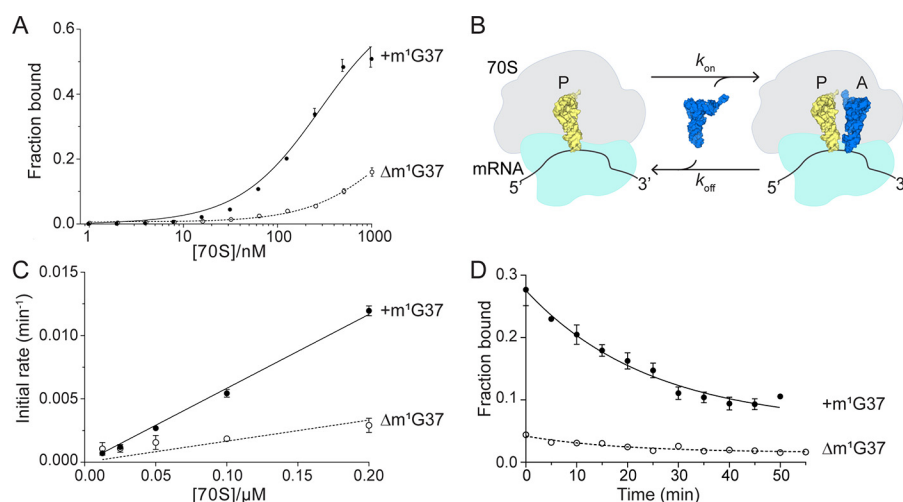 A
Fraction bound
0.6
0.4
0.2
0.0
1
10
100
1000
[70S]/nM
+m¹G37
Δm¹G37
B
70S
P
mRNA
5'
3'
kon
koff
P
A
5'
3'
C
Initial rate (min⁻¹)
0.015
0.010
0.005
0.000
0.00
0.05
0.10
0.15
0.20
[70S]/µM
+m¹G37
Δm¹G37
D
Fraction bound
0.3
0.2
0.1
0.0
0
10
20
30
40
50
Time (min)
+m¹G37
Δm¹G37